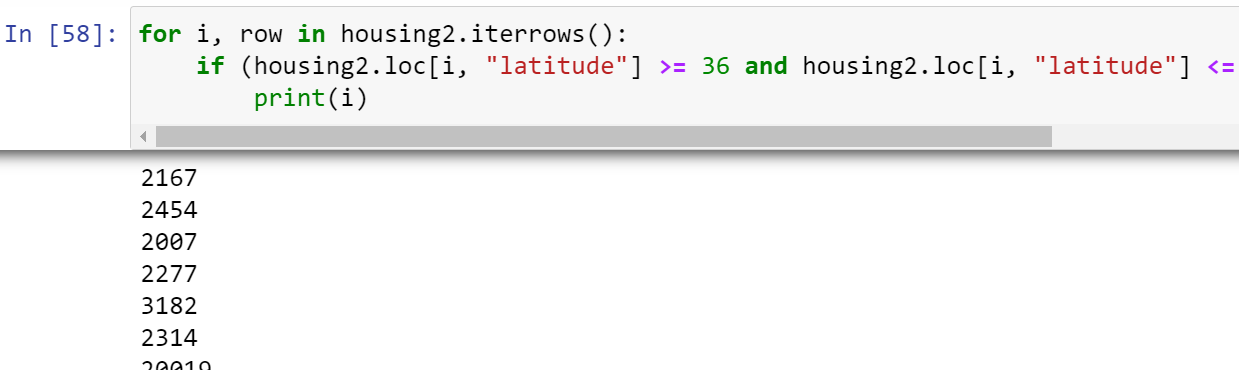 In [58]: for i, row in housing2.iterrows():
if (housing2.loc[i, "latitude"] >= 36 and housing2.loc[i, "latitude"] <=
print(i)
2167
2454
2007
2277
3182
2314
20019